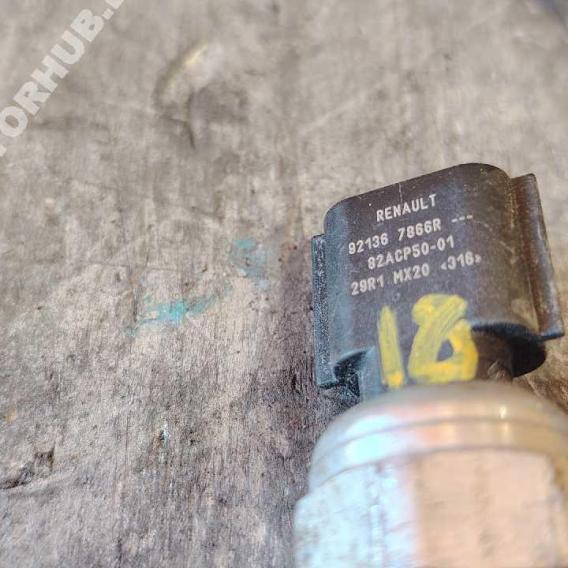 ORHUB.
RENAULT
92136 7866R ---
82ACP50-01
29R1 MX20 <316>
18